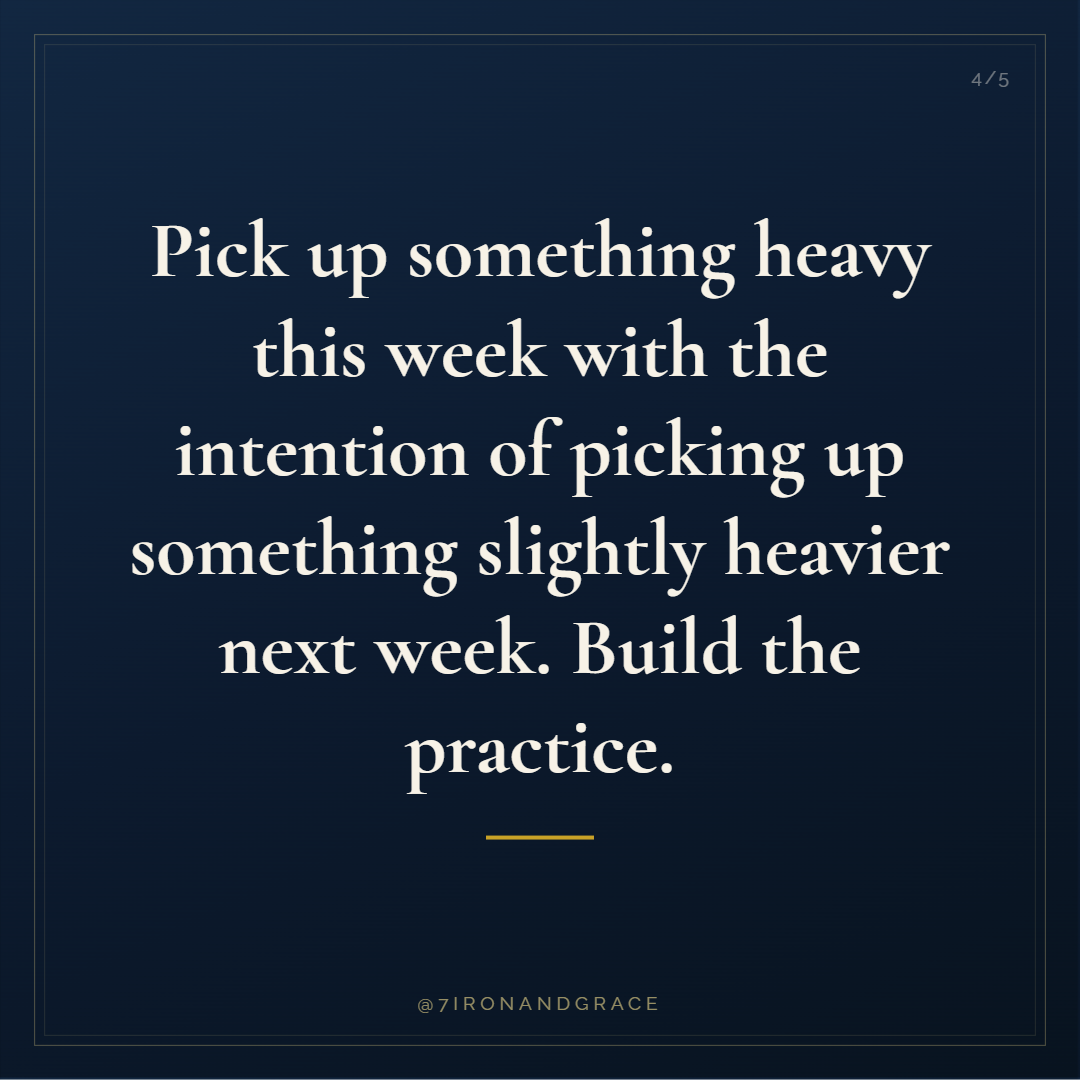 4/5
Pick up something heavy
this week with the
intention of picking up
something slightly heavier
next week. Build the
practice.
@7IRONANDGRACE